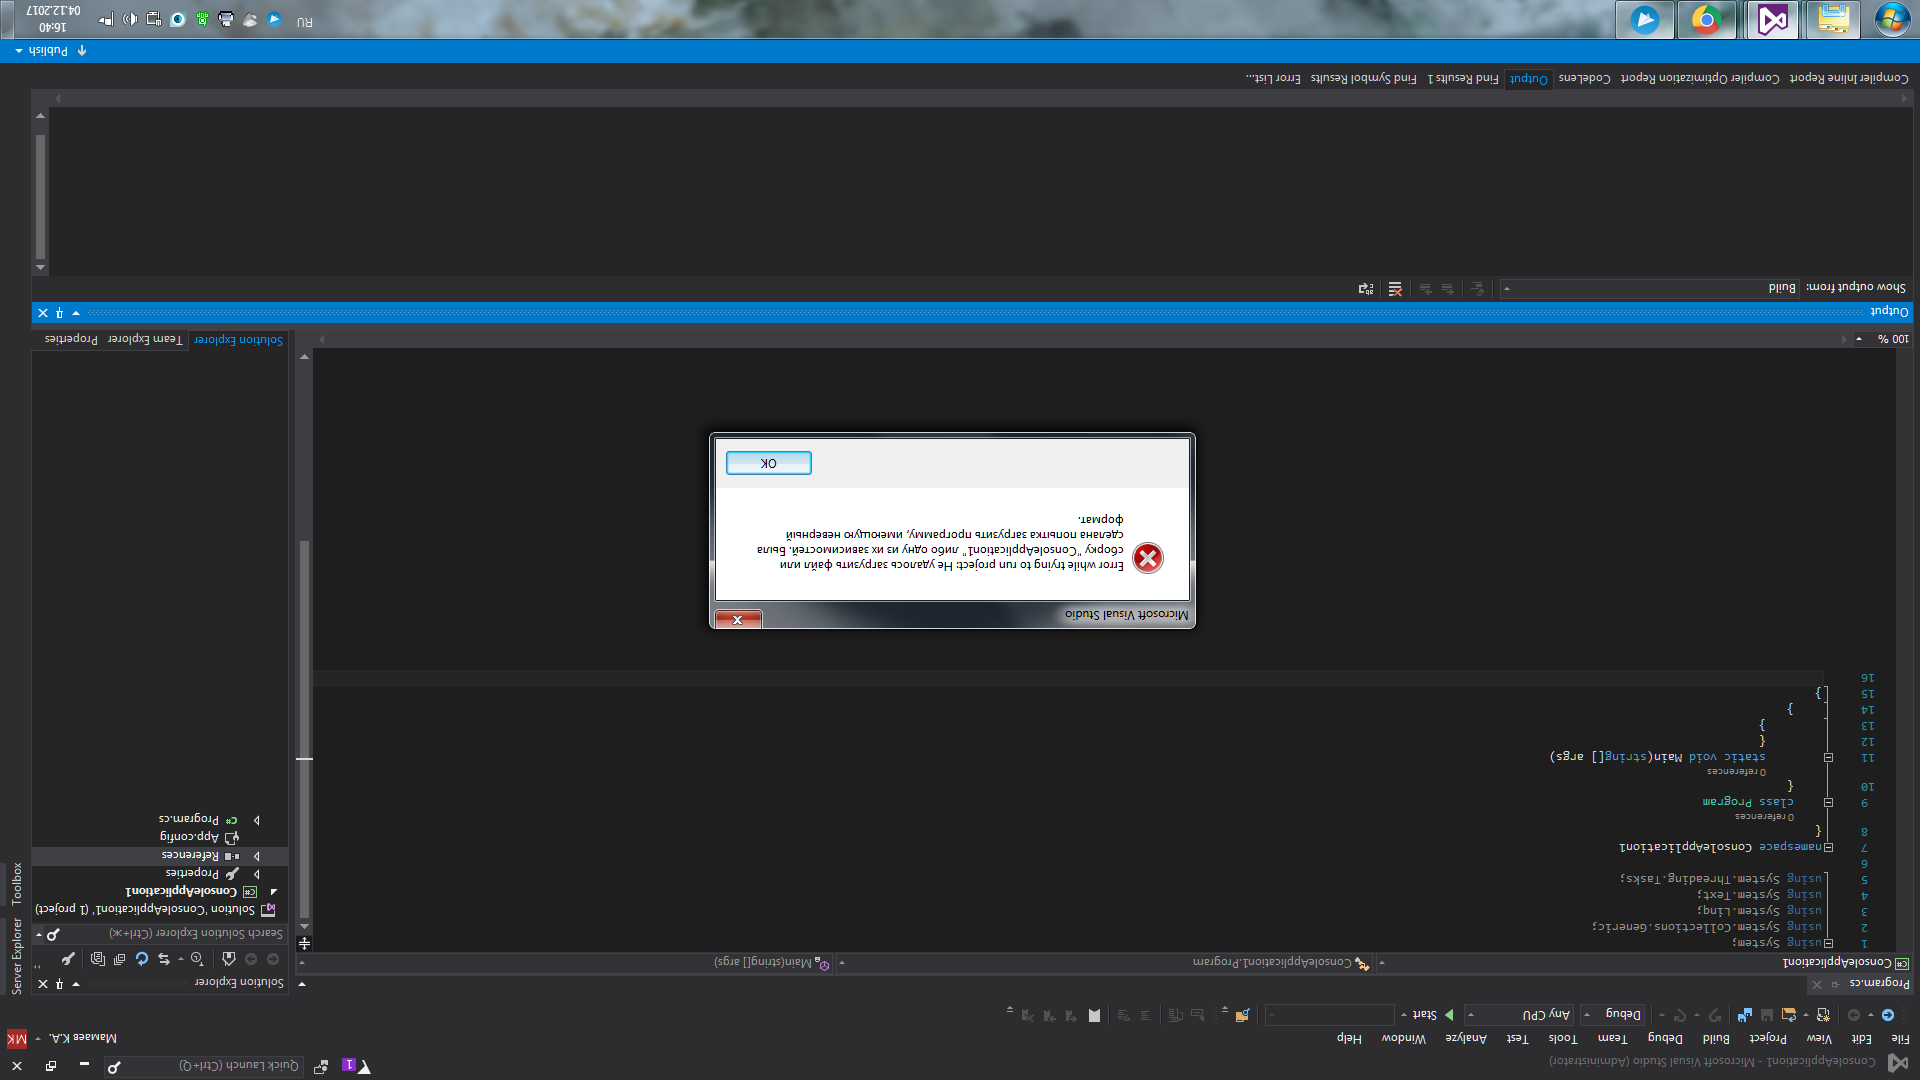 ConsoleApplication1 - Microsoft Visual Studio (Administrator)
1
Quick Launch (Ctrl+Q)
File Edit View Project Build Debug Team Tools Test Analyze Window Help
Мамаев К.А.
МК
Debug
Any CPU
Start
Program.cs
ConsoleApplication1
ConsoleApplication1.Program
Main(string[] args)
1 using System;
2 using System.Collections.Generic;
3 using System.Linq;
4 using System.Text;
5 using System.Threading.Tasks;
6
7 namespace ConsoleApplication1
8 {
0 references
9 class Program
10 {
0 references
11 static void Main(string[] args)
12 {
13 }
14 }
15 }
16
100 %
Microsoft Visual Studio
Error while trying to run project: Не удалось загрузить файл или
сборку "ConsoleApplication1" либо одну из их зависимостей. Была
сделана попытка загрузить программу, имеющую неверный
формат.
OK
Solution Explorer
Search Solution Explorer (Ctrl+ж)
Solution 'ConsoleApplication1' (1 project)
ConsoleApplication1
Properties
References
App.config
Program.cs
Solution Explorer Team Explorer Properties
Server Explorer
Toolbox
Output
Show output from: Build
Compiler Inline Report Compiler Optimization Report CodeLens Output Find Results 1 Find Symbol Results Error List...
Publish
RU
16:40
04.12.2017